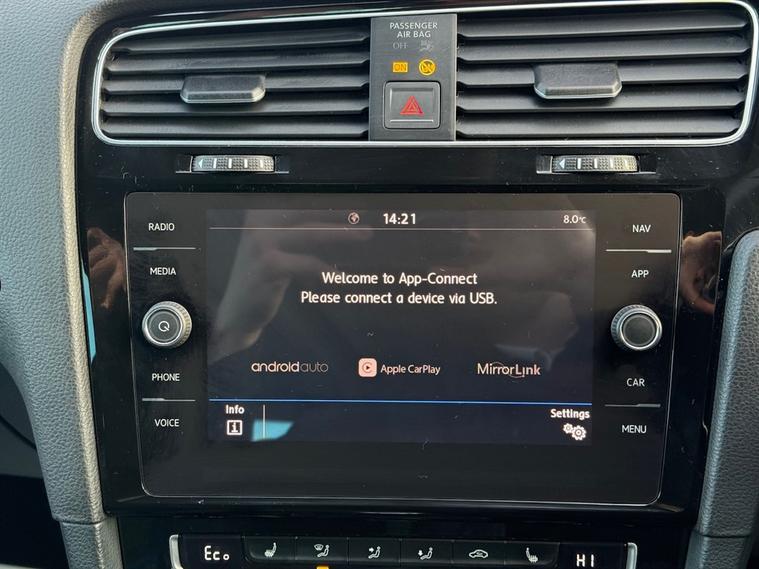 PASSENGER
AIR BAG
OFF
ON
RADIO
14:21
8.0°C
NAV
MEDIA
Welcome to App-Connect
Please connect a device via USB.
APP
PHONE
androidauto
Apple CarPlay
MirrorLink
CAR
VOICE
Info
Settings
MENU
Eco
HI